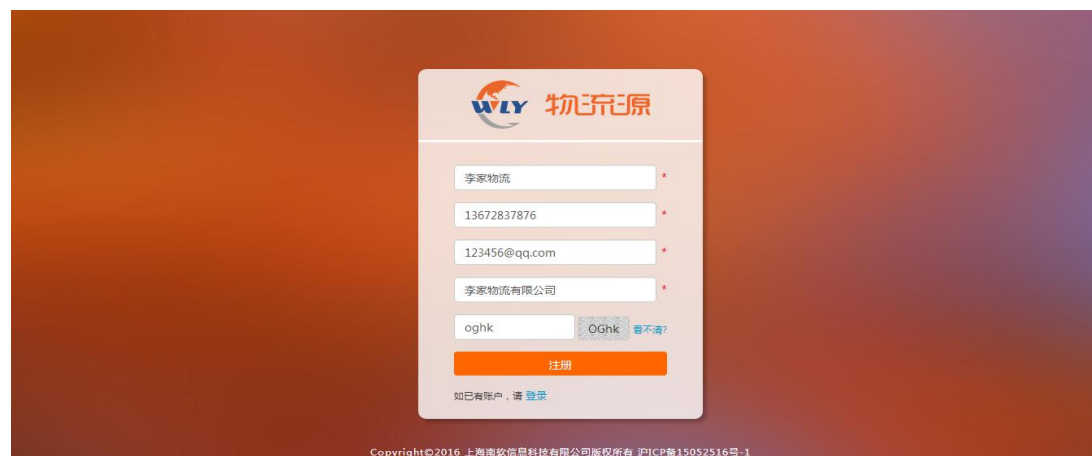 WLY 物流源
李家物流 *
13672837876 *
123456@qq.com *
李家物流有限公司 *
oghk OGhk 看不清?
注册
如已有账户，请 登录
Copyright©2016 上海南软信息科技有限公司版权所有 沪ICP备15052516号-1